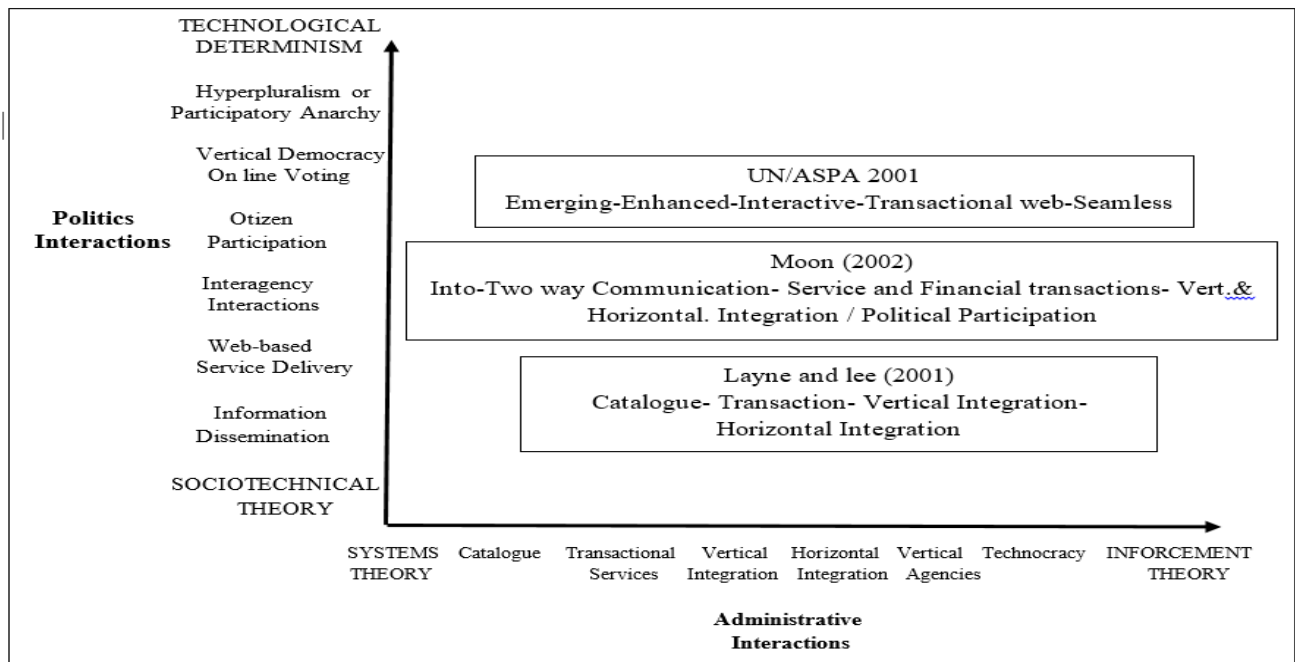 TECHNOLOGICAL
DETERMINISM
Hyperpluralism or
Participatory Anarchy
Vertical Democracy
On line Voting
Politics
Interactions
Otizen
Participation
Interagency
Interactions
Web-based
Service Delivery
Information
Dissemination
SOCIOTECHNICAL
THEORY
UN/ASPA 2001
Emerging-Enhanced-Interactive-Transactional web-Seamless
Moon (2002)
Into-Two way Communication- Service and Financial transactions- Vert.&
Horizontal. Integration / Political Participation
Layne and lee (2001)
Catalogue- Transaction- Vertical Integration-
Horizontal Integration
SYSTEMS
THEORY
Catalogue
Transactional
Services
Vertical
Integration
Horizontal
Integration
Vertical
Agencies
Technocracy
INFORCEMENT
THEORY
Administrative
Interactions